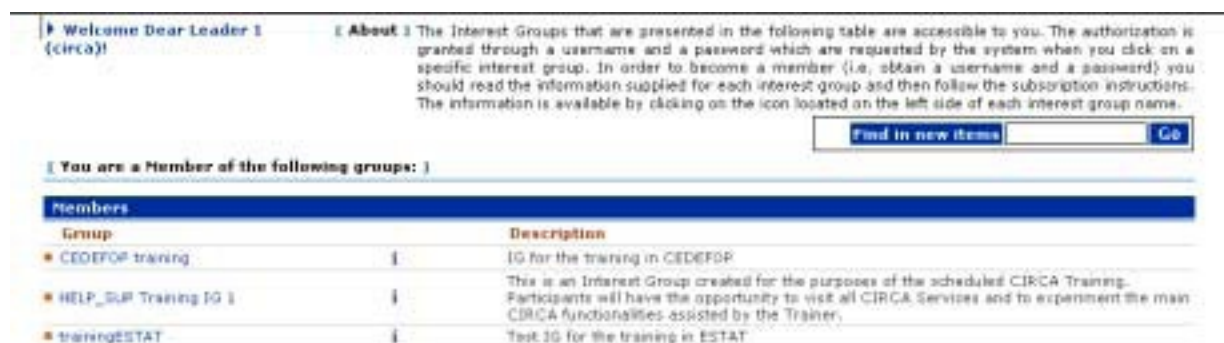 Welcome Dear Leader 1
(circa)!
[ About ] The Interest Groups that are presented in the following table are accessible to you. The authorization is
granted through a username and a password which are requested by the system when you click on a
specific interest group. In order to become a member (i.e. obtain a username and a password) you
should read the information supplied for each interest group and then follow the subscription instructions.
The information is available by clicking on the icon located on the left side of each interest group name.
Find in new items Go
[ You are a Member of the following groups: ]
Members
Group Description
CEDEFOP training i IG for the training in CEDEFOP
HELP_SUP Training IG 1 i This is an Interest Group created for the purposes of the scheduled CIRCA Training.
Participants will have the opportunity to visit all CIRCA Services and to experiment the main
CIRCA functionalities assisted by the Trainer.
trainingESTAT i Test IG for the training in ESTAT